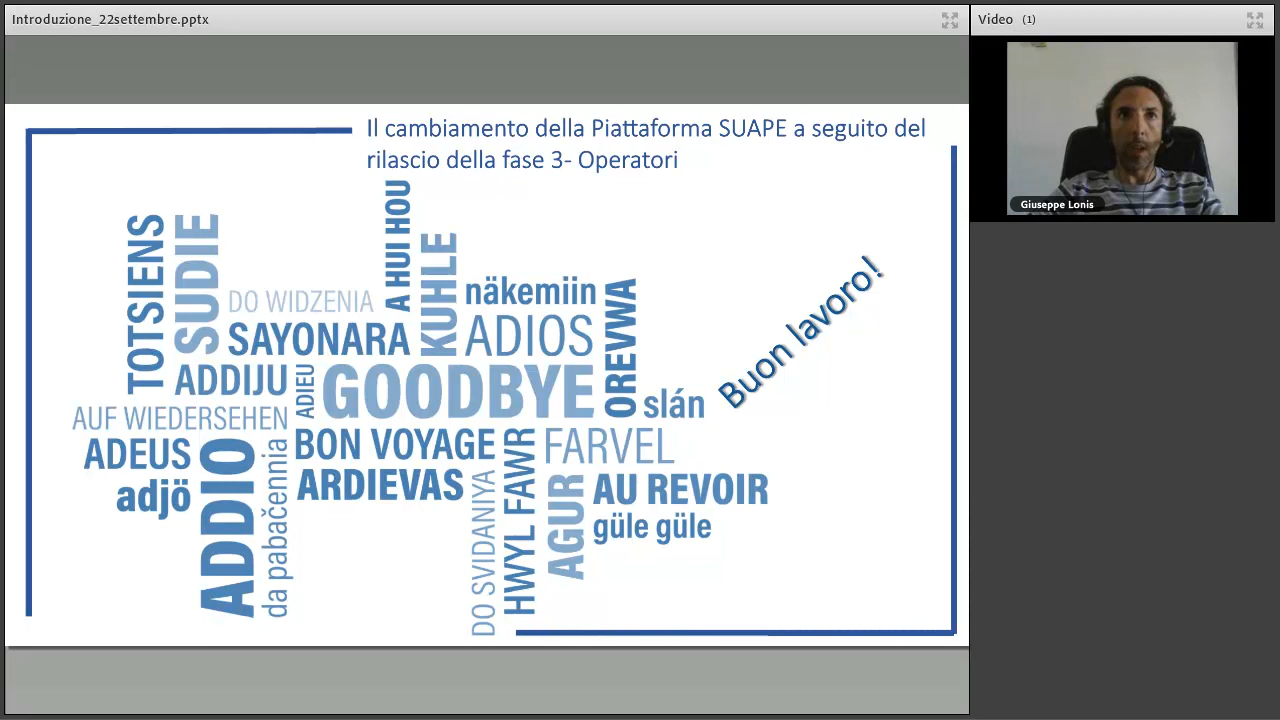 Introduzione_22settembre.pptx
Video (1)
Giuseppe Lonis
Il cambiamento della Piattaforma SUAPE a seguito del
rilascio della fase 3- Operatori
TOTSIENS
SUDIE
A HUI HOU
KUHLE
DO WIDZENIA
näkemiin
SAYONARA
ADIOS
OREVWA
ADDIJU
ADIEU
GOODBYE
slán
Buon lavoro!
AUF WIEDERSEHEN
ADEUS
ADDIO
da pabačennia
BON VOYAGE
FARVEL
adjö
ARDIEVAS
DO SVIDANIYA
HWYL FAWR
AGUR
AU REVOIR
güle güle